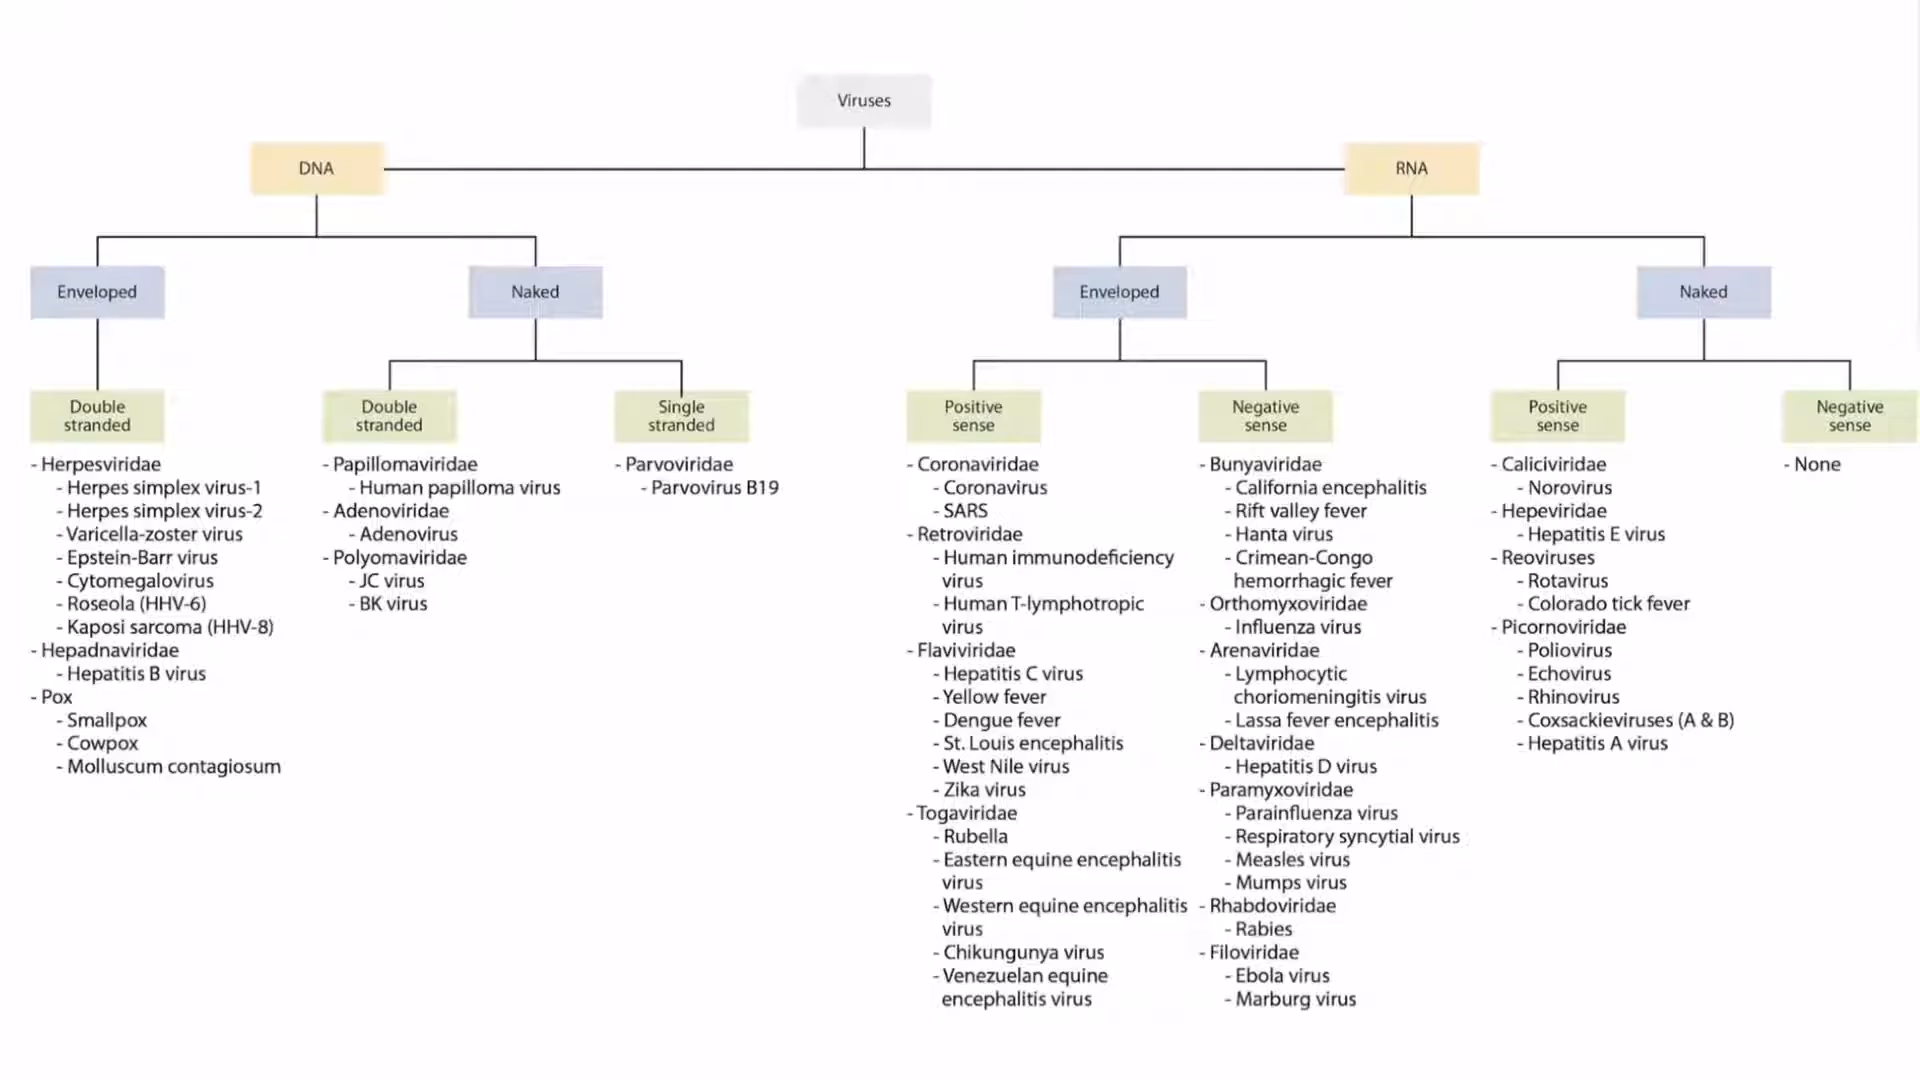 Viruses
DNA
RNA
Enveloped
Naked
Enveloped
Naked
Double
stranded
- Herpesviridae
- Herpes simplex virus-1
- Herpes simplex virus-2
- Varicella-zoster virus
- Epstein-Barr virus
- Cytomegalovirus
- Roseola (HHV-6)
- Kaposi sarcoma (HHV-8)
- Hepadnaviridae
- Hepatitis B virus
- Pox
- Smallpox
- Cowpox
- Molluscum contagiosum
Double
stranded
- Papillomaviridae
- Human papilloma virus
- Adenoviridae
- Adenovirus
- Polyomaviridae
- JC virus
- BK virus
Single
stranded
- Parvoviridae
- Parvovirus B19
Positive
sense
- Coronaviridae
- Coronavirus
- SARS
- Retroviridae
- Human immunodeficiency
virus
- Human T-lymphotropic
virus
- Flaviviridae
- Hepatitis C virus
- Yellow fever
- Dengue fever
- St. Louis encephalitis
- West Nile virus
- Zika virus
- Togaviridae
- Rubella
- Eastern equine encephalitis
virus
- Western equine encephalitis
virus
- Chikungunya virus
- Venezuelan equine
encephalitis virus
Negative
sense
- Bunyaviridae
- California encephalitis
- Rift valley fever
- Hanta virus
- Crimean-Congo
hemorrhagic fever
- Orthomyxoviridae
- Influenza virus
- Arenaviridae
- Lymphocytic
choriomeningitis virus
- Lassa fever encephalitis
- Deltaviridae
- Hepatitis D virus
- Paramyxoviridae
- Parainfluenza virus
- Respiratory syncytial virus
- Measles virus
- Mumps virus
- Rhabdoviridae
- Rabies
- Filoviridae
- Ebola virus
- Marburg virus
Positive
sense
- Caliciviridae
- Norovirus
- Hepeviridae
- Hepatitis E virus
- Reoviruses
- Rotavirus
- Colorado tick fever
- Picornoviridae
- Poliovirus
- Echovirus
- Rhinovirus
- Coxsackieviruses (A & B)
- Hepatitis A virus
Negative
sense
- None